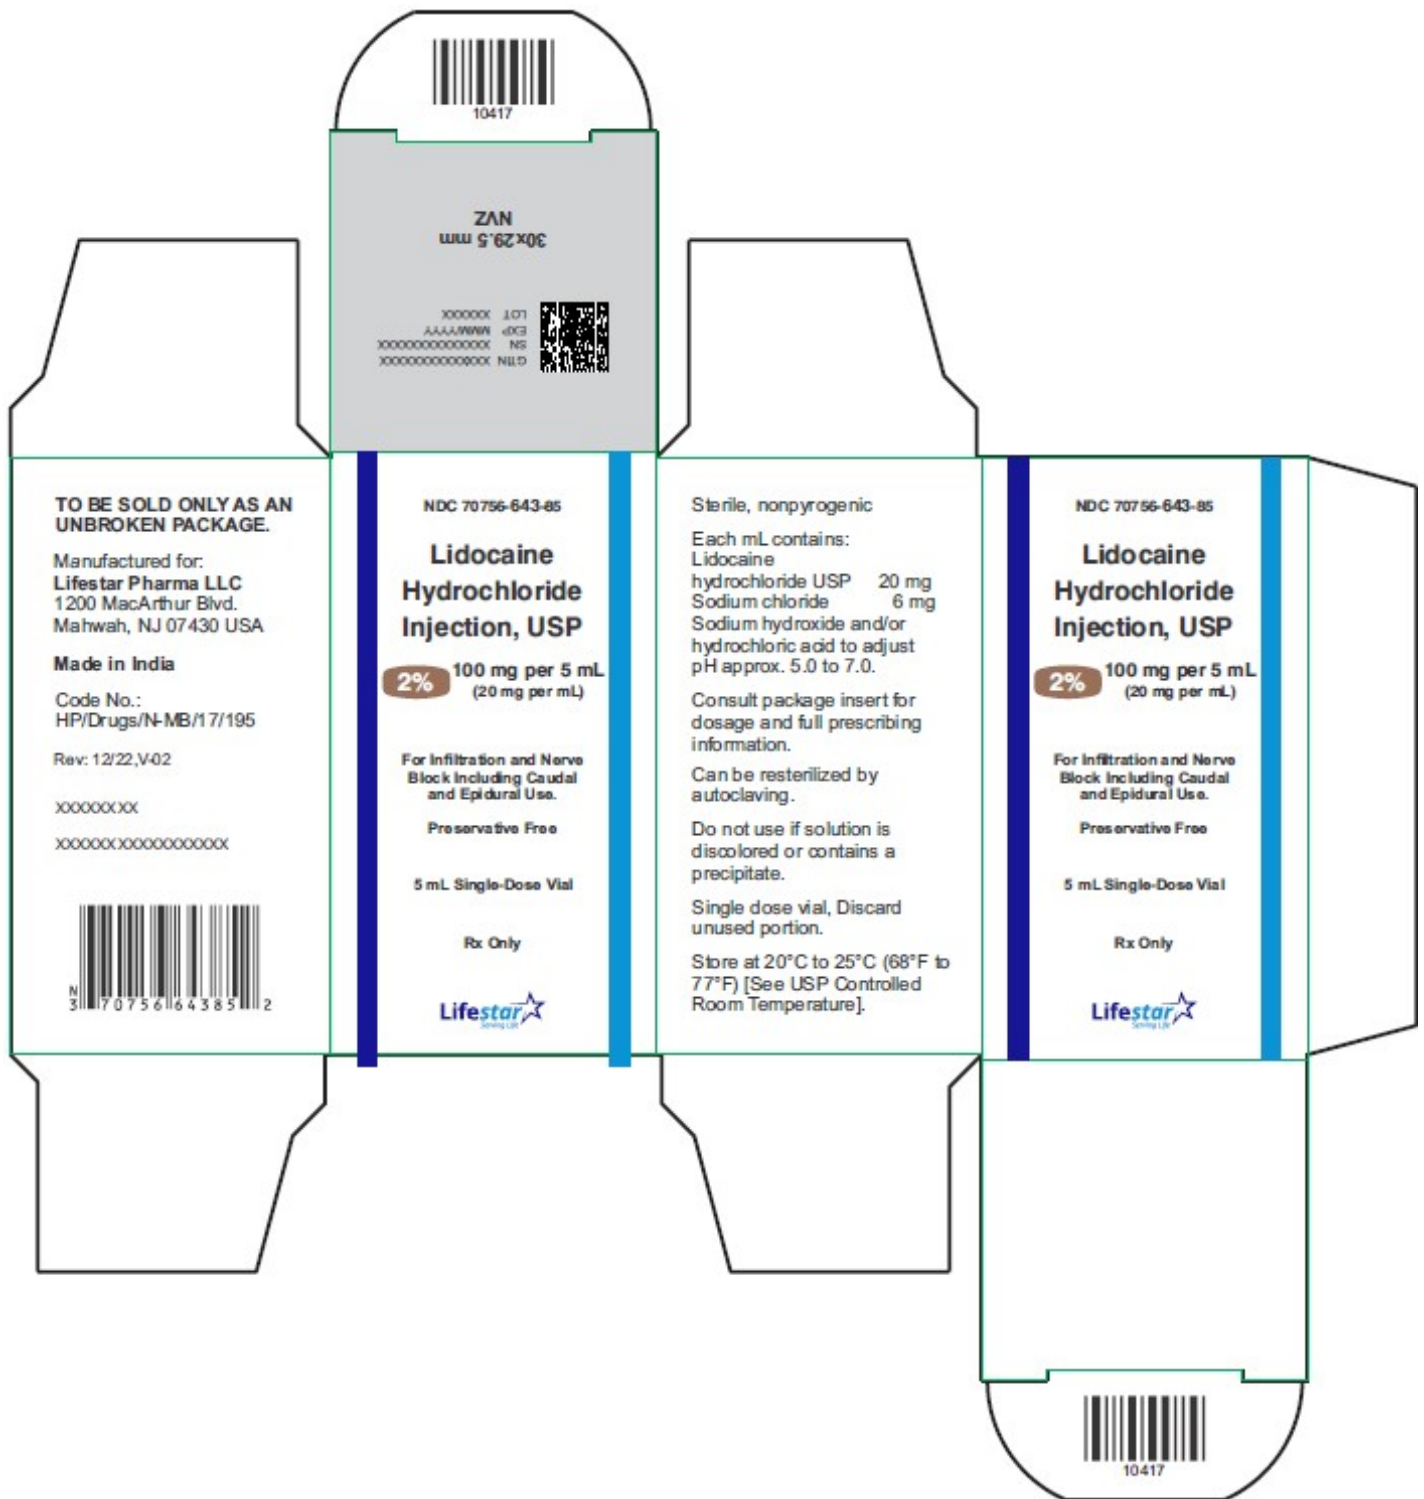 10417
30x29.5 mm
NVZ
GTIN XXXXXXXXXXXXXX
SN XXXXXXXXXXXXXX
EXP MMM/YYYY
LOT XXXXXX
TO BE SOLD ONLY AS AN
UNBROKEN PACKAGE.
Manufactured for:
Lifestar Pharma LLC
1200 MacArthur Blvd.
Mahwah, NJ 07430 USA
Made in India
Code No.:
HP/Drugs/N-MB/17/195
Rev: 12/22,V-02
XXXXXXXX
XXXXXXXXXXXXXXXXXX
N
3 70756 64385 2
NDC 70756-643-85
Lidocaine
Hydrochloride
Injection, USP
2% 100 mg per 5 mL
(20 mg per mL)
For Infiltration and Nerve
Block Including Caudal
and Epidural Use.
Preservative Free
5 mL Single-Dose Vial
Rx Only
Lifestar
Serving Life
Sterile, nonpyrogenic
Each mL contains:
Lidocaine
hydrochloride USP 20 mg
Sodium chloride 6 mg
Sodium hydroxide and/or
hydrochloric acid to adjust
pH approx. 5.0 to 7.0.
Consult package insert for
dosage and full prescribing
information.
Can be resterilized by
autoclaving.
Do not use if solution is
discolored or contains a
precipitate.
Single dose vial, Discard
unused portion.
Store at 20°C to 25°C (68°F to
77°F) [See USP Controlled
Room Temperature].
NDC 70756-643-85
Lidocaine
Hydrochloride
Injection, USP
2% 100 mg per 5 mL
(20 mg per mL)
For Infiltration and Nerve
Block Including Caudal
and Epidural Use.
Preservative Free
5 mL Single-Dose Vial
Rx Only
Lifestar
Serving Life
10417